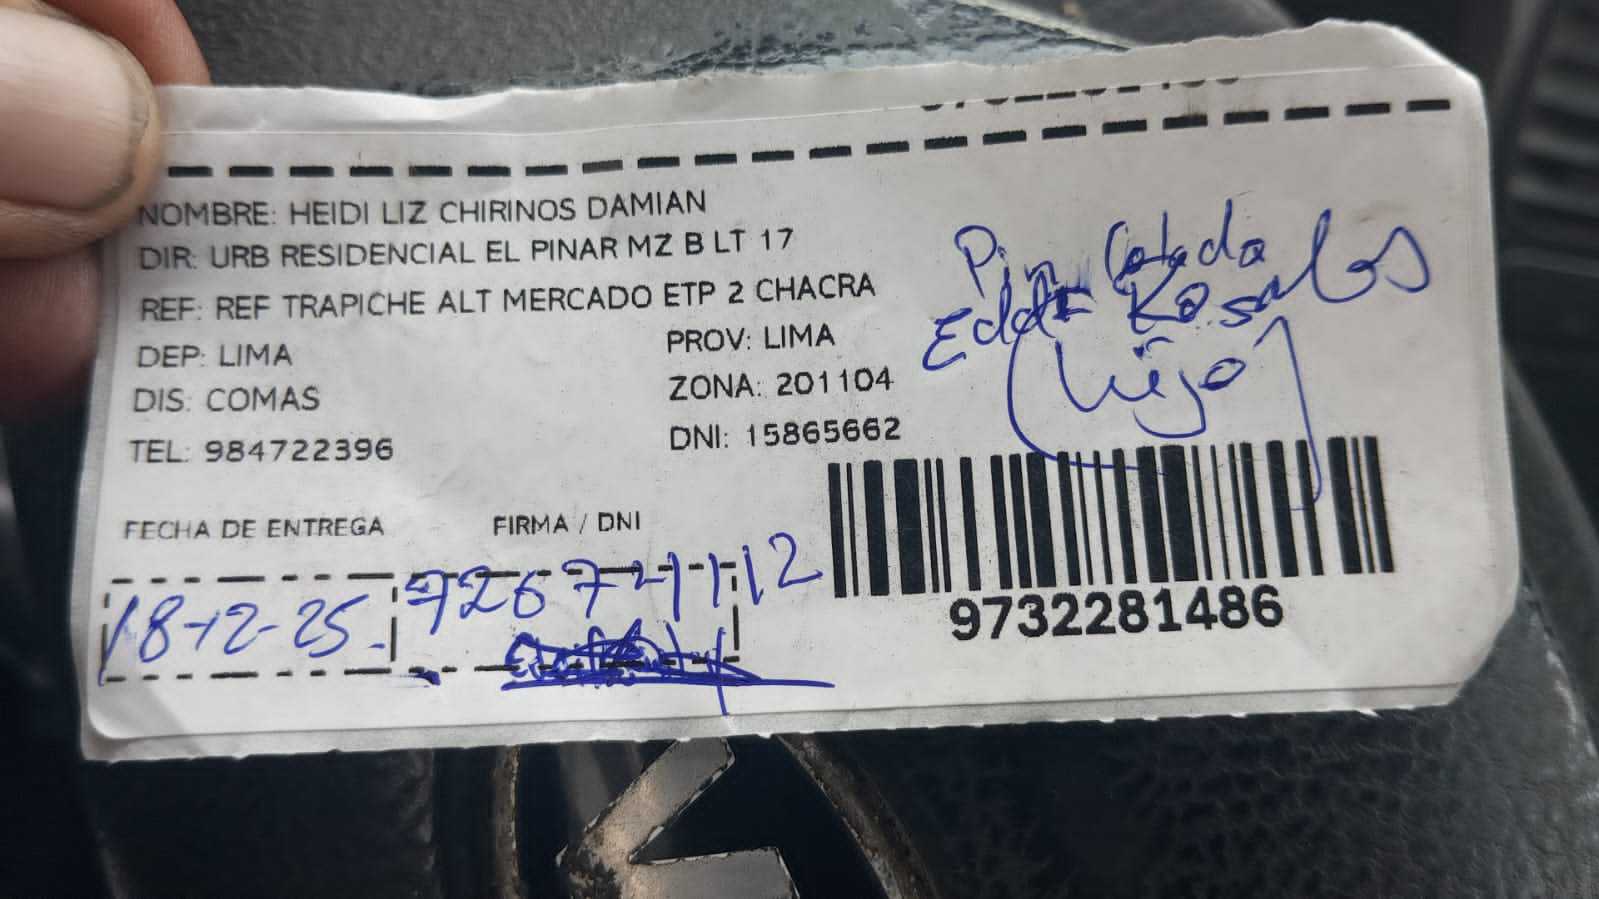 NOMBRE: HEIDI LIZ CHIRINOS DAMIAN
DIR: URB RESIDENCIAL EL PINAR MZ B LT 17
REF: REF TRAPICHE ALT MERCADO ETP 2 CHACRA
DEP: LIMA
PROV: LIMA
DIS: COMAS
ZONA: 201104
TEL: 984722396
DNI: 15865662
Rosales
(hijo)
FECHA DE ENTREGA
FIRMA / DNI
18-12-25.
9732281486